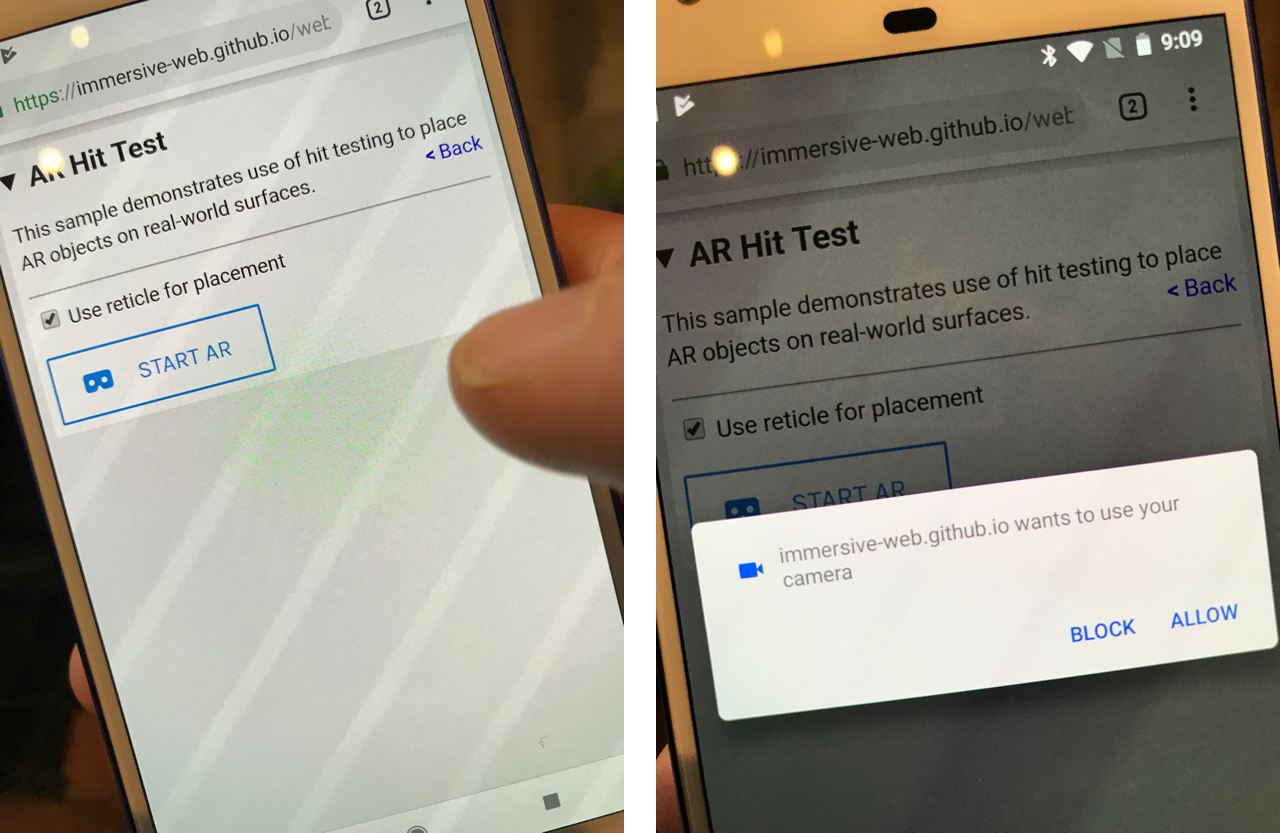 2
https://immersive-web.github.io/web
AR Hit Test
This sample demonstrates use of hit testing to place
AR objects on real-world surfaces.
< Back
Use reticle for placement
START AR
9:09
https://immersive-web.github.io/web
2
AR Hit Test
This sample demonstrates use of hit testing to place
AR objects on real-world surfaces.
< Back
Use reticle for placement
START AR
immersive-web.github.io wants to use your
camera
BLOCK
ALLOW